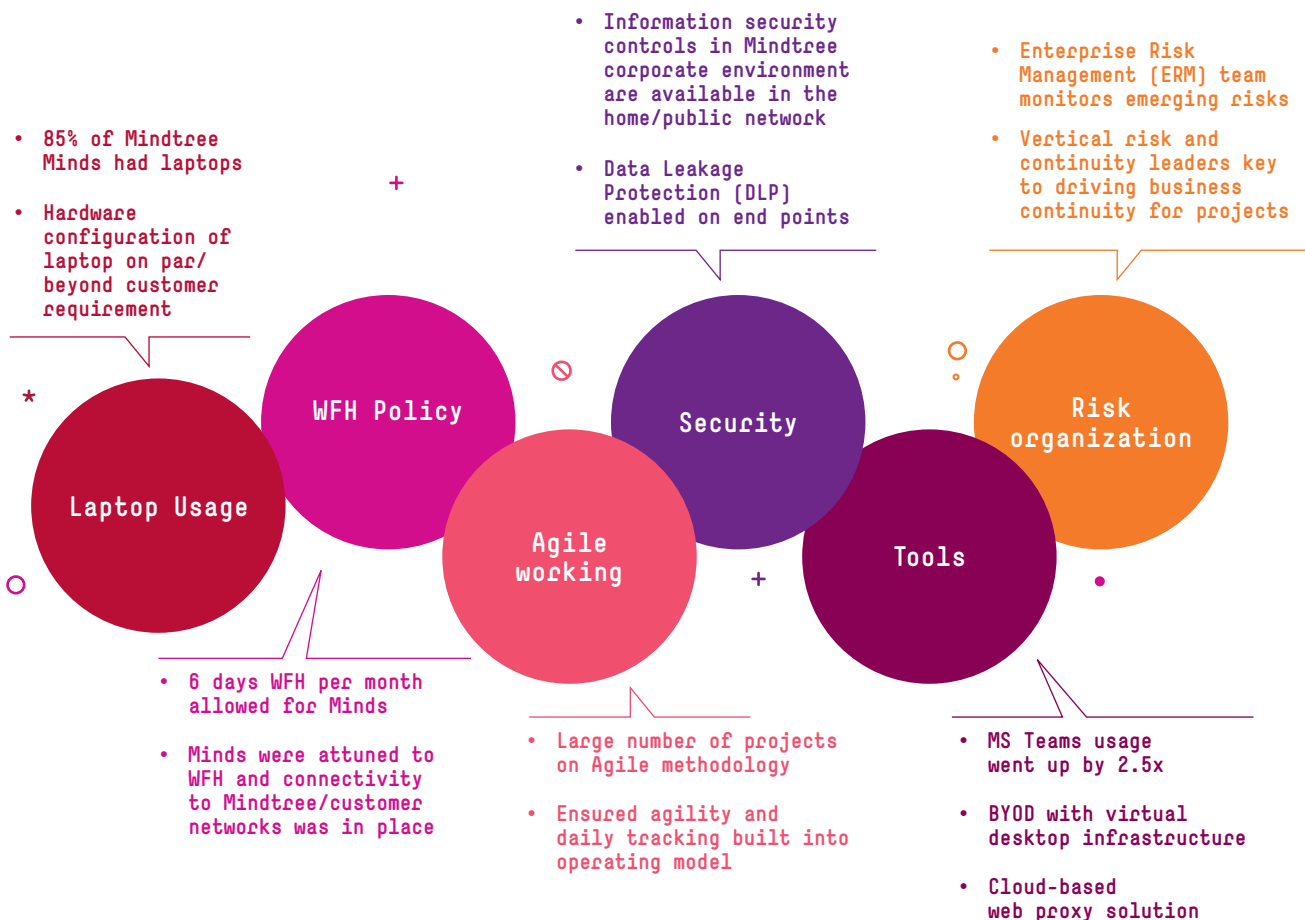 • 85% of Mindtree
Minds had laptops
• Hardware
configuration of
laptop on par/
beyond customer
requirement
Laptop Usage
WFH Policy
• 6 days WFH per month
allowed for Minds
• Minds were attuned to
WFH and connectivity
to Mindtree/customer
networks was in place
Agile
working
• Large number of projects
on Agile methodology
• Ensured agility and
daily tracking built into
operating model
• Information security
controls in Mindtree
corporate environment
are available in the
home/public network
• Data Leakage
Protection (DLP)
enabled on end points
Security
Tools
• MS Teams usage
went up by 2.5x
• BYOD with virtual
desktop infrastructure
• Cloud-based
web proxy solution
• Enterprise Risk
Management (ERM) team
monitors emerging risks
• Vertical risk and
continuity leaders key
to driving business
continuity for projects
Risk
organization